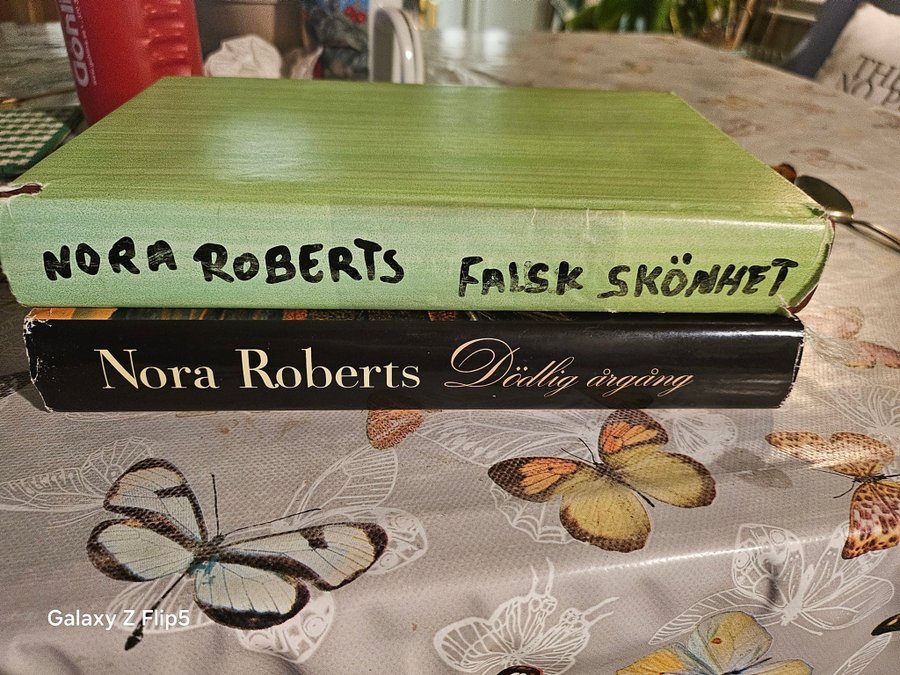 NORA ROBERTS FALSK SKÖNHET
Nora Roberts Dödlig årgång
Galaxy Z Flip5